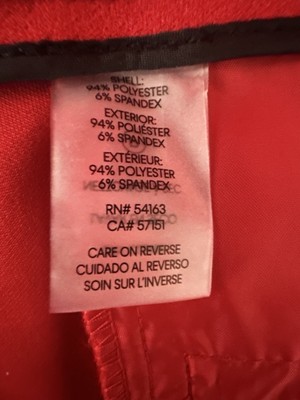 SHELL:
94% POLYESTER
6% SPANDEX
EXTERIOR:
94% POLIÉSTER
6% SPANDEX
EXTÉRIEUR:
94% POLYESTER
6% SPANDEX
RN# 54163
CA# 57151
CARE ON REVERSE
CUIDADO AL REVERSO
SOIN SUR L'INVERSE